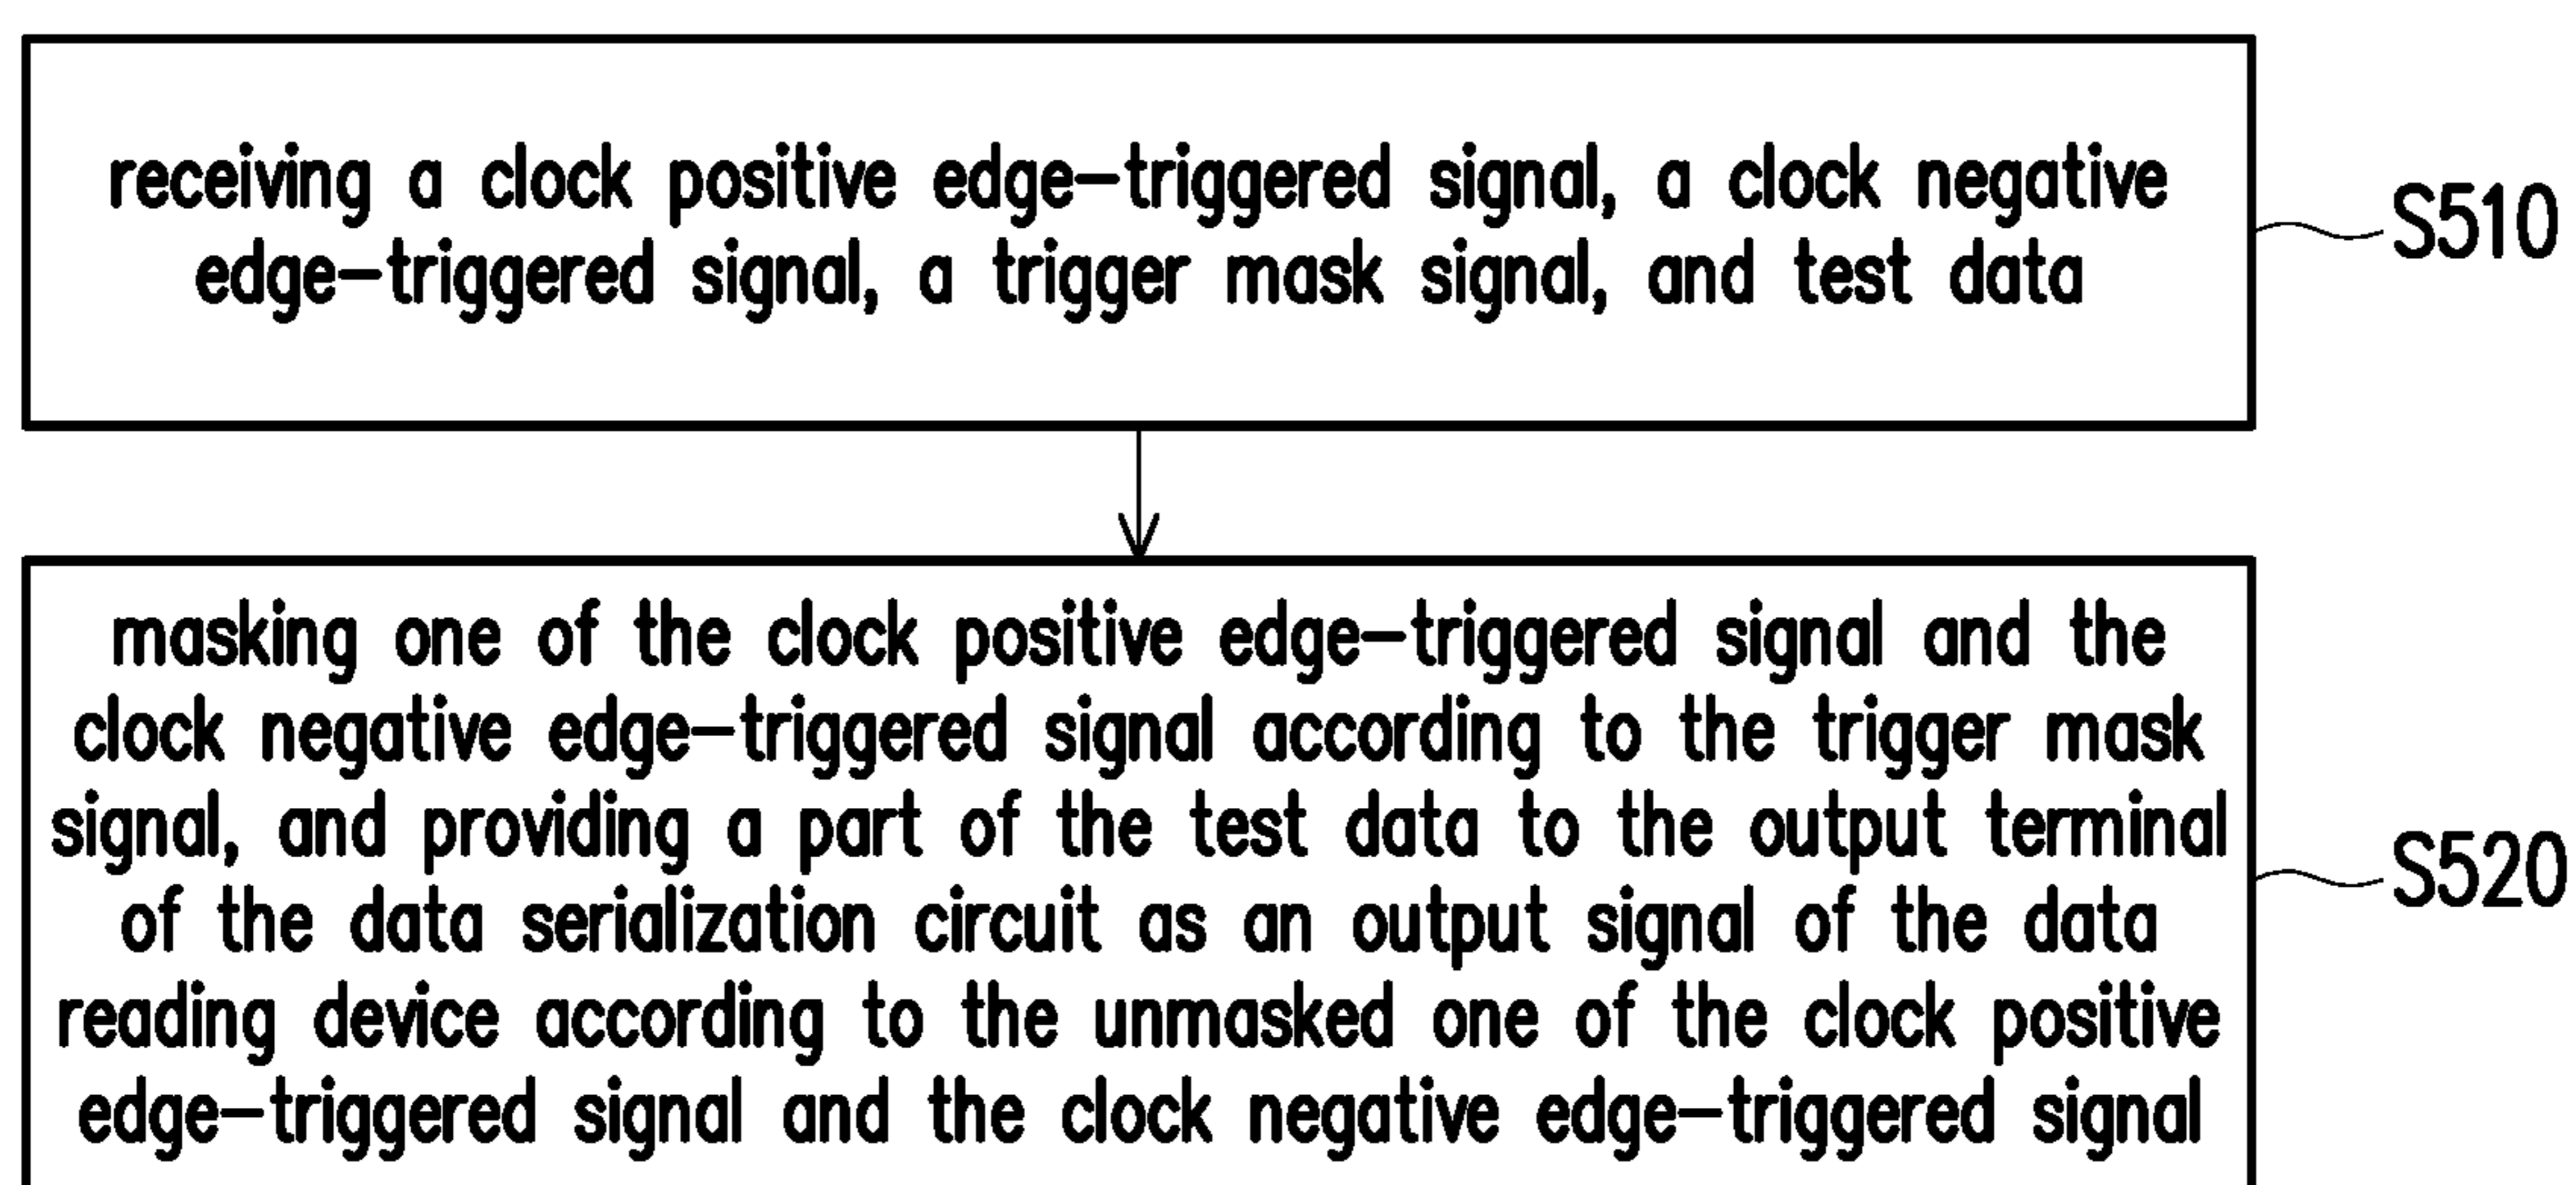 receiving a clock positive edge-triggered signal, a clock negative
edge-triggered signal, a trigger mask signal, and test data
S510
masking one of the clock positive edge-triggered signal and the
clock negative edge-triggered signal according to the trigger mask
signal, and providing a part of the test data to the output terminal
of the data serialization circuit as an output signal of the data
reading device according to the unmasked one of the clock positive
edge-triggered signal and the clock negative edge-triggered signal
S520